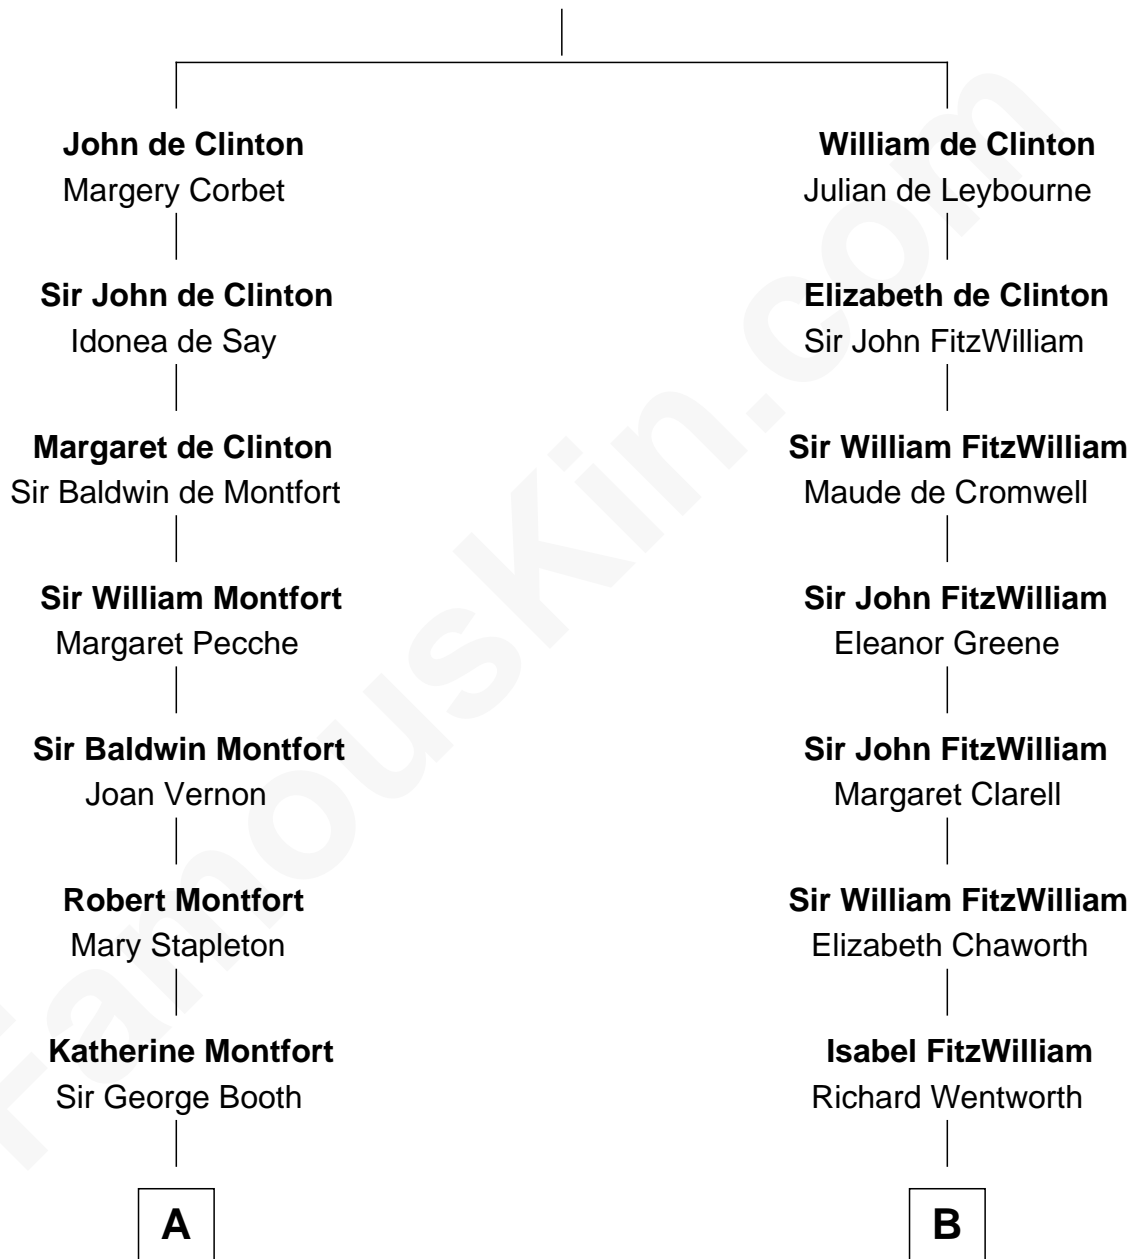 John de Clinton
Margery Corbet
William de Clinton
Julian de Leybourne
Sir John de Clinton
Idonea de Say
Elizabeth de Clinton
Sir John FitzWilliam
Margaret de Clinton
Sir Baldwin de Montfort
Sir William FitzWilliam
Maude de Cromwell
Sir William Montfort
Margaret Pecche
Sir John FitzWilliam
Eleanor Greene
Sir Baldwin Montfort
Joan Vernon
Sir John FitzWilliam
Margaret Clarell
Robert Montfort
Mary Stapleton
Sir William FitzWilliam
Elizabeth Chaworth
Katherine Montfort
Sir George Booth
Isabel FitzWilliam
Richard Wentworth
A
B
FamousKin.com